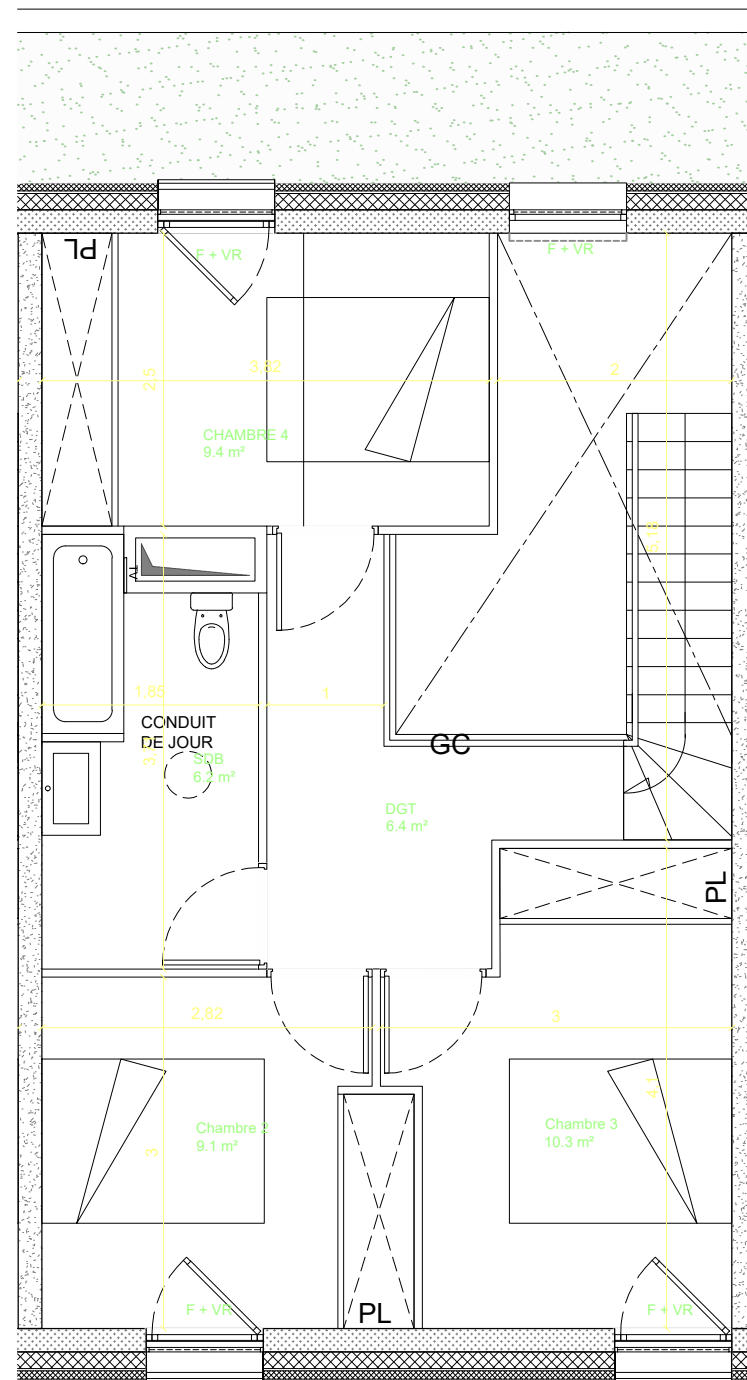 PL
F + VR
F + VR
2,5
3,82
2
CHAMBRE 4
9.4 m²
5,18
1,85
1
CONDUIT
DE JOUR
SDB
6.2 m²
GC
DGT
6.4 m²
PL
2,82
3
4,1
Chambre 2
9.1 m²
3
Chambre 3
10.3 m²
F + VR
PL
F + VR